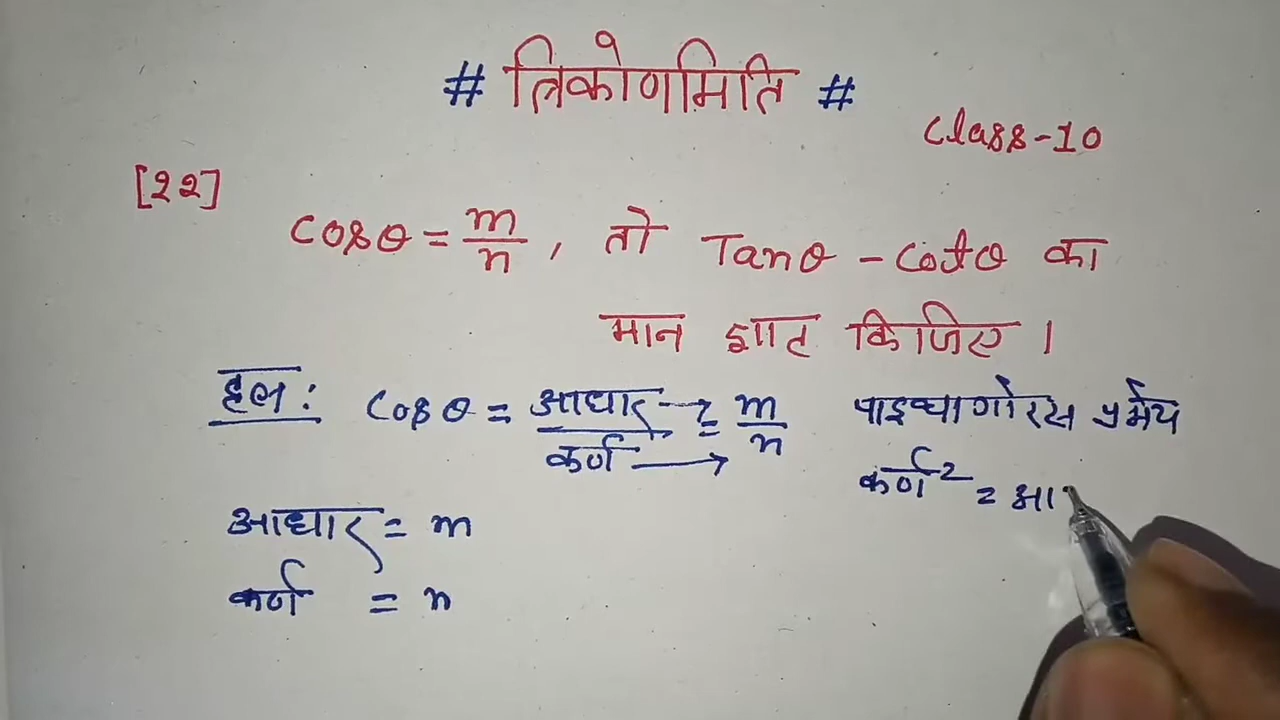 # त्रिकोणमिति #
Class-10
[22]
Cosθ = m/n , तो Tanθ - Cotθ का
मान ज्ञात किजिए ।
हल : Cosθ = आधार/कर्ण → = m/n
आधार = m
कर्ण = n
पाइथागोरस प्रमेय
कर्ण² = आ